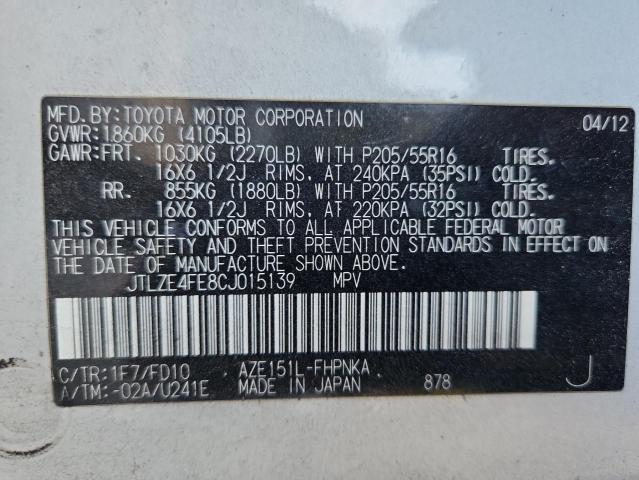 MFD. BY: TOYOTA MOTOR CORPORATION 04/12
GVWR: 1860KG (4105LB)
GAWR: FRT. 1030KG (2270LB) WITH P205/55R16 TIRES.
16X6 1/2J RIMS, AT 240KPA (35PSI) COLD.
RR. 855KG (1880LB) WITH P205/55R16 TIRES.
16X6 1/2J RIMS, AT 220KPA (32PSI) COLD.
THIS VEHICLE CONFORMS TO ALL APPLICABLE FEDERAL MOTOR
VEHICLE SAFETY AND THEFT PREVENTION STANDARDS IN EFFECT ON
THE DATE OF MANUFACTURE SHOWN ABOVE.
JTLZE4FE8CJ015139 MPV
C/TR: 1F7/FD10 AZE151L-FHPNKA
A/TM: -02A/U241E MADE IN JAPAN 878 J